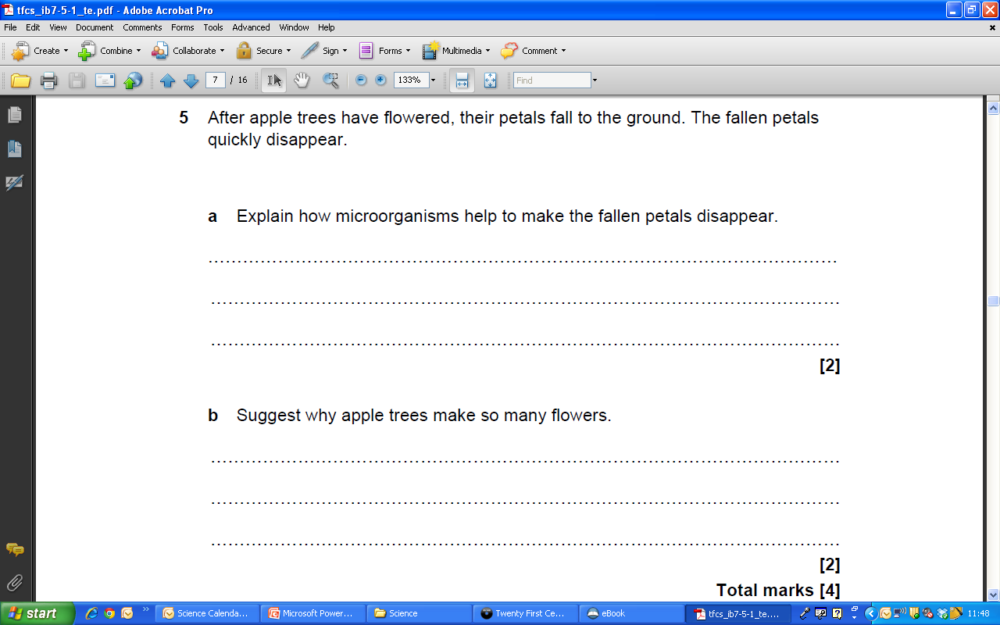 tfcs_ib7-5-1_te.pdf - Adobe Acrobat Pro
File Edit View Document Comments Forms Tools Advanced Window Help
Create Combine Collaborate Secure Sign Forms Multimedia Comment
7 / 16 133% Find
5 After apple trees have flowered, their petals fall to the ground. The fallen petals
quickly disappear.
a Explain how microorganisms help to make the fallen petals disappear.
[2]
b Suggest why apple trees make so many flowers.
[2]
Total marks [4]
start Science Calenda... Microsoft Power... Science Twenty First Ce... eBook tfcs_ib7-5-1_te.... 11:48